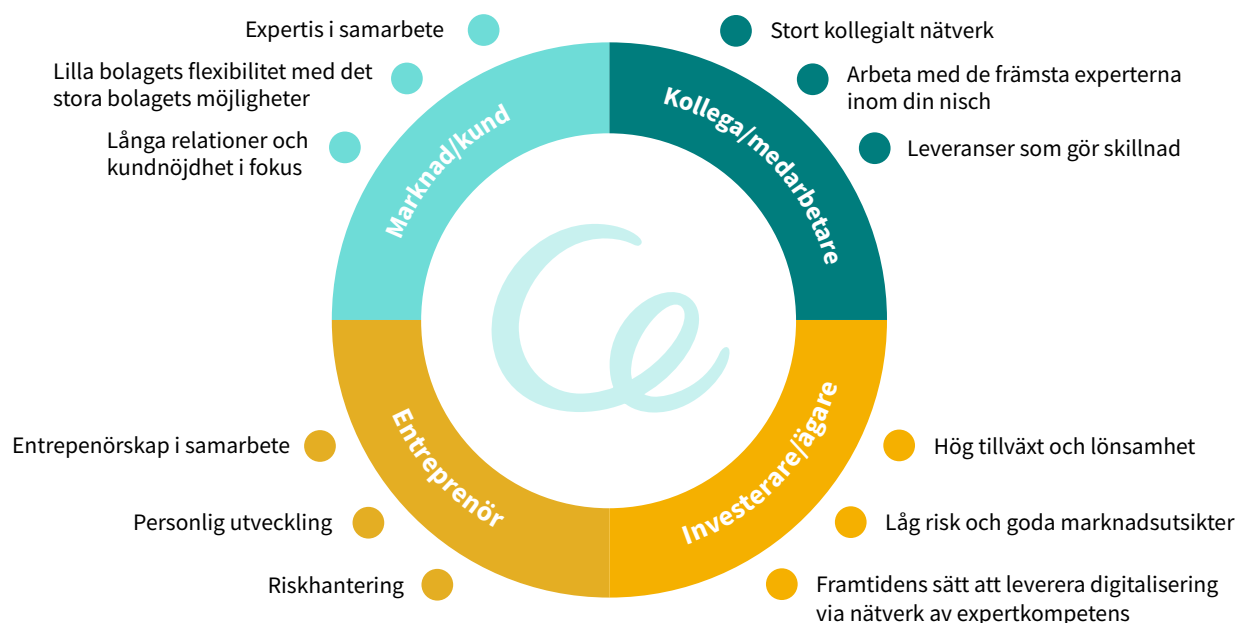 Expertis i samarbete
Lilla bolagets flexibilitet med det
stora bolagets möjligheter
Långa relationer och
kundnöjdhet i fokus
Marknad/kund
Stort kollegialt nätverk
Arbeta med de främsta experterna
inom din nisch
Leveranser som gör skillnad
Kollega/medarbetare
Ce
Entrepenörskap i samarbete
Personlig utveckling
Riskhantering
Entreprenör
Hög tillväxt och lönsamhet
Låg risk och goda marknadsutsikter
Framtidens sätt att leverera digitalisering
via nätverk av expertkompetens
Investerare/ägare